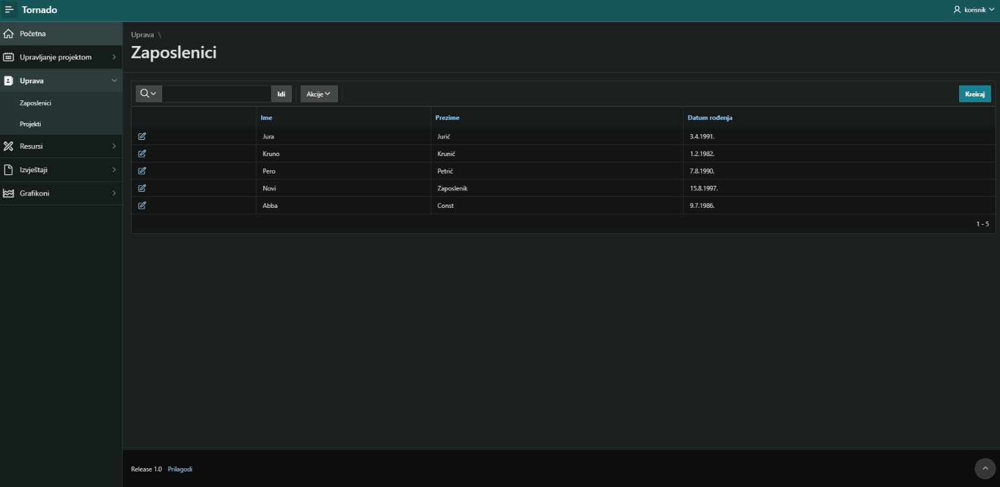 Tornado
korisnik
Početna
Upravljanje projektom
Uprava
Zaposlenici
Projekti
Resursi
Izvještaji
Grafikoni
Uprava \
Zaposlenici
Idi
Akcije
Kreiraj
Ime Prezime Datum rođenja
Jura Jurić 3.4.1991.
Kruno Krunić 1.2.1982.
Pero Petrić 7.8.1990.
Novi Zaposlenik 15.8.1997.
Abba Const 9.7.1986.
1 - 5
Release 1.0 Prilagodi